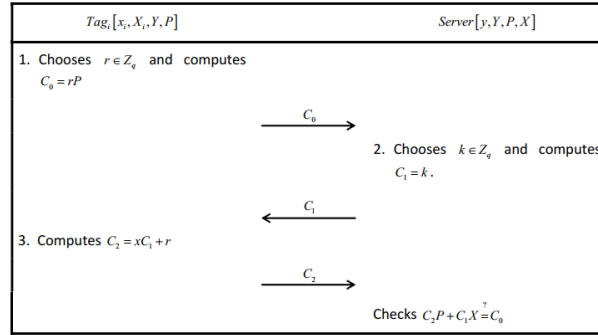 Tag_i[x_i, X_i, Y, P] Server[y, Y, P, X]
1. Chooses r ∈ Z_q and computes
C_0 = rP
C_0
2. Chooses k ∈ Z_q and computes
C_1 = k.
C_1
3. Computes C_2 = xC_1 + r
C_2
Checks C_2P + C_1X ≟ C_0